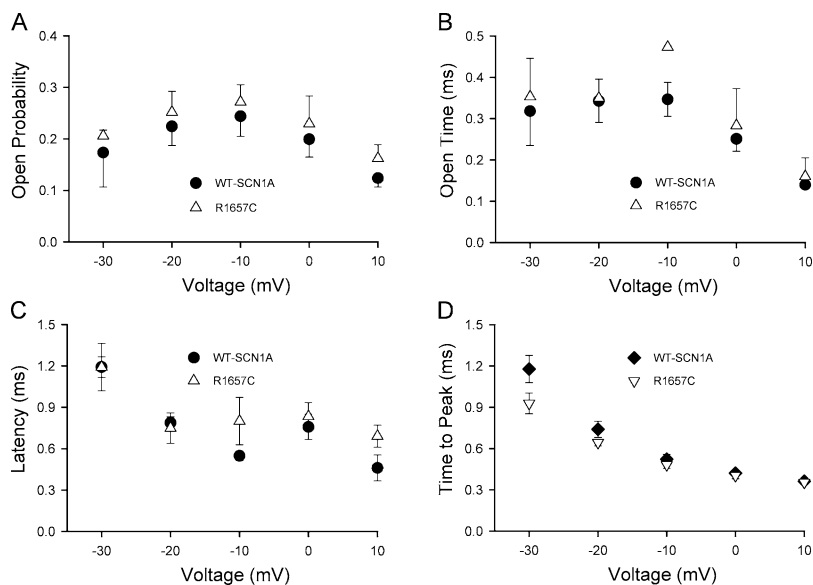 A
Open Probability
0.4
0.3
0.2
0.1
0.0
WT-SCN1A
R1657C
-30 -20 -10 0 10
Voltage (mV)
B
Open Time (ms)
0.5
0.4
0.3
0.2
0.1
0.0
WT-SCN1A
R1657C
-30 -20 -10 0 10
Voltage (mV)
C
Latency (ms)
1.5
1.2
0.9
0.6
0.3
0.0
WT-SCN1A
R1657C
-30 -20 -10 0 10
Voltage (mV)
D
Time to Peak (ms)
1.5
1.2
0.9
0.6
0.3
0.0
WT-SCN1A
R1657C
-30 -20 -10 0 10
Voltage (mV)